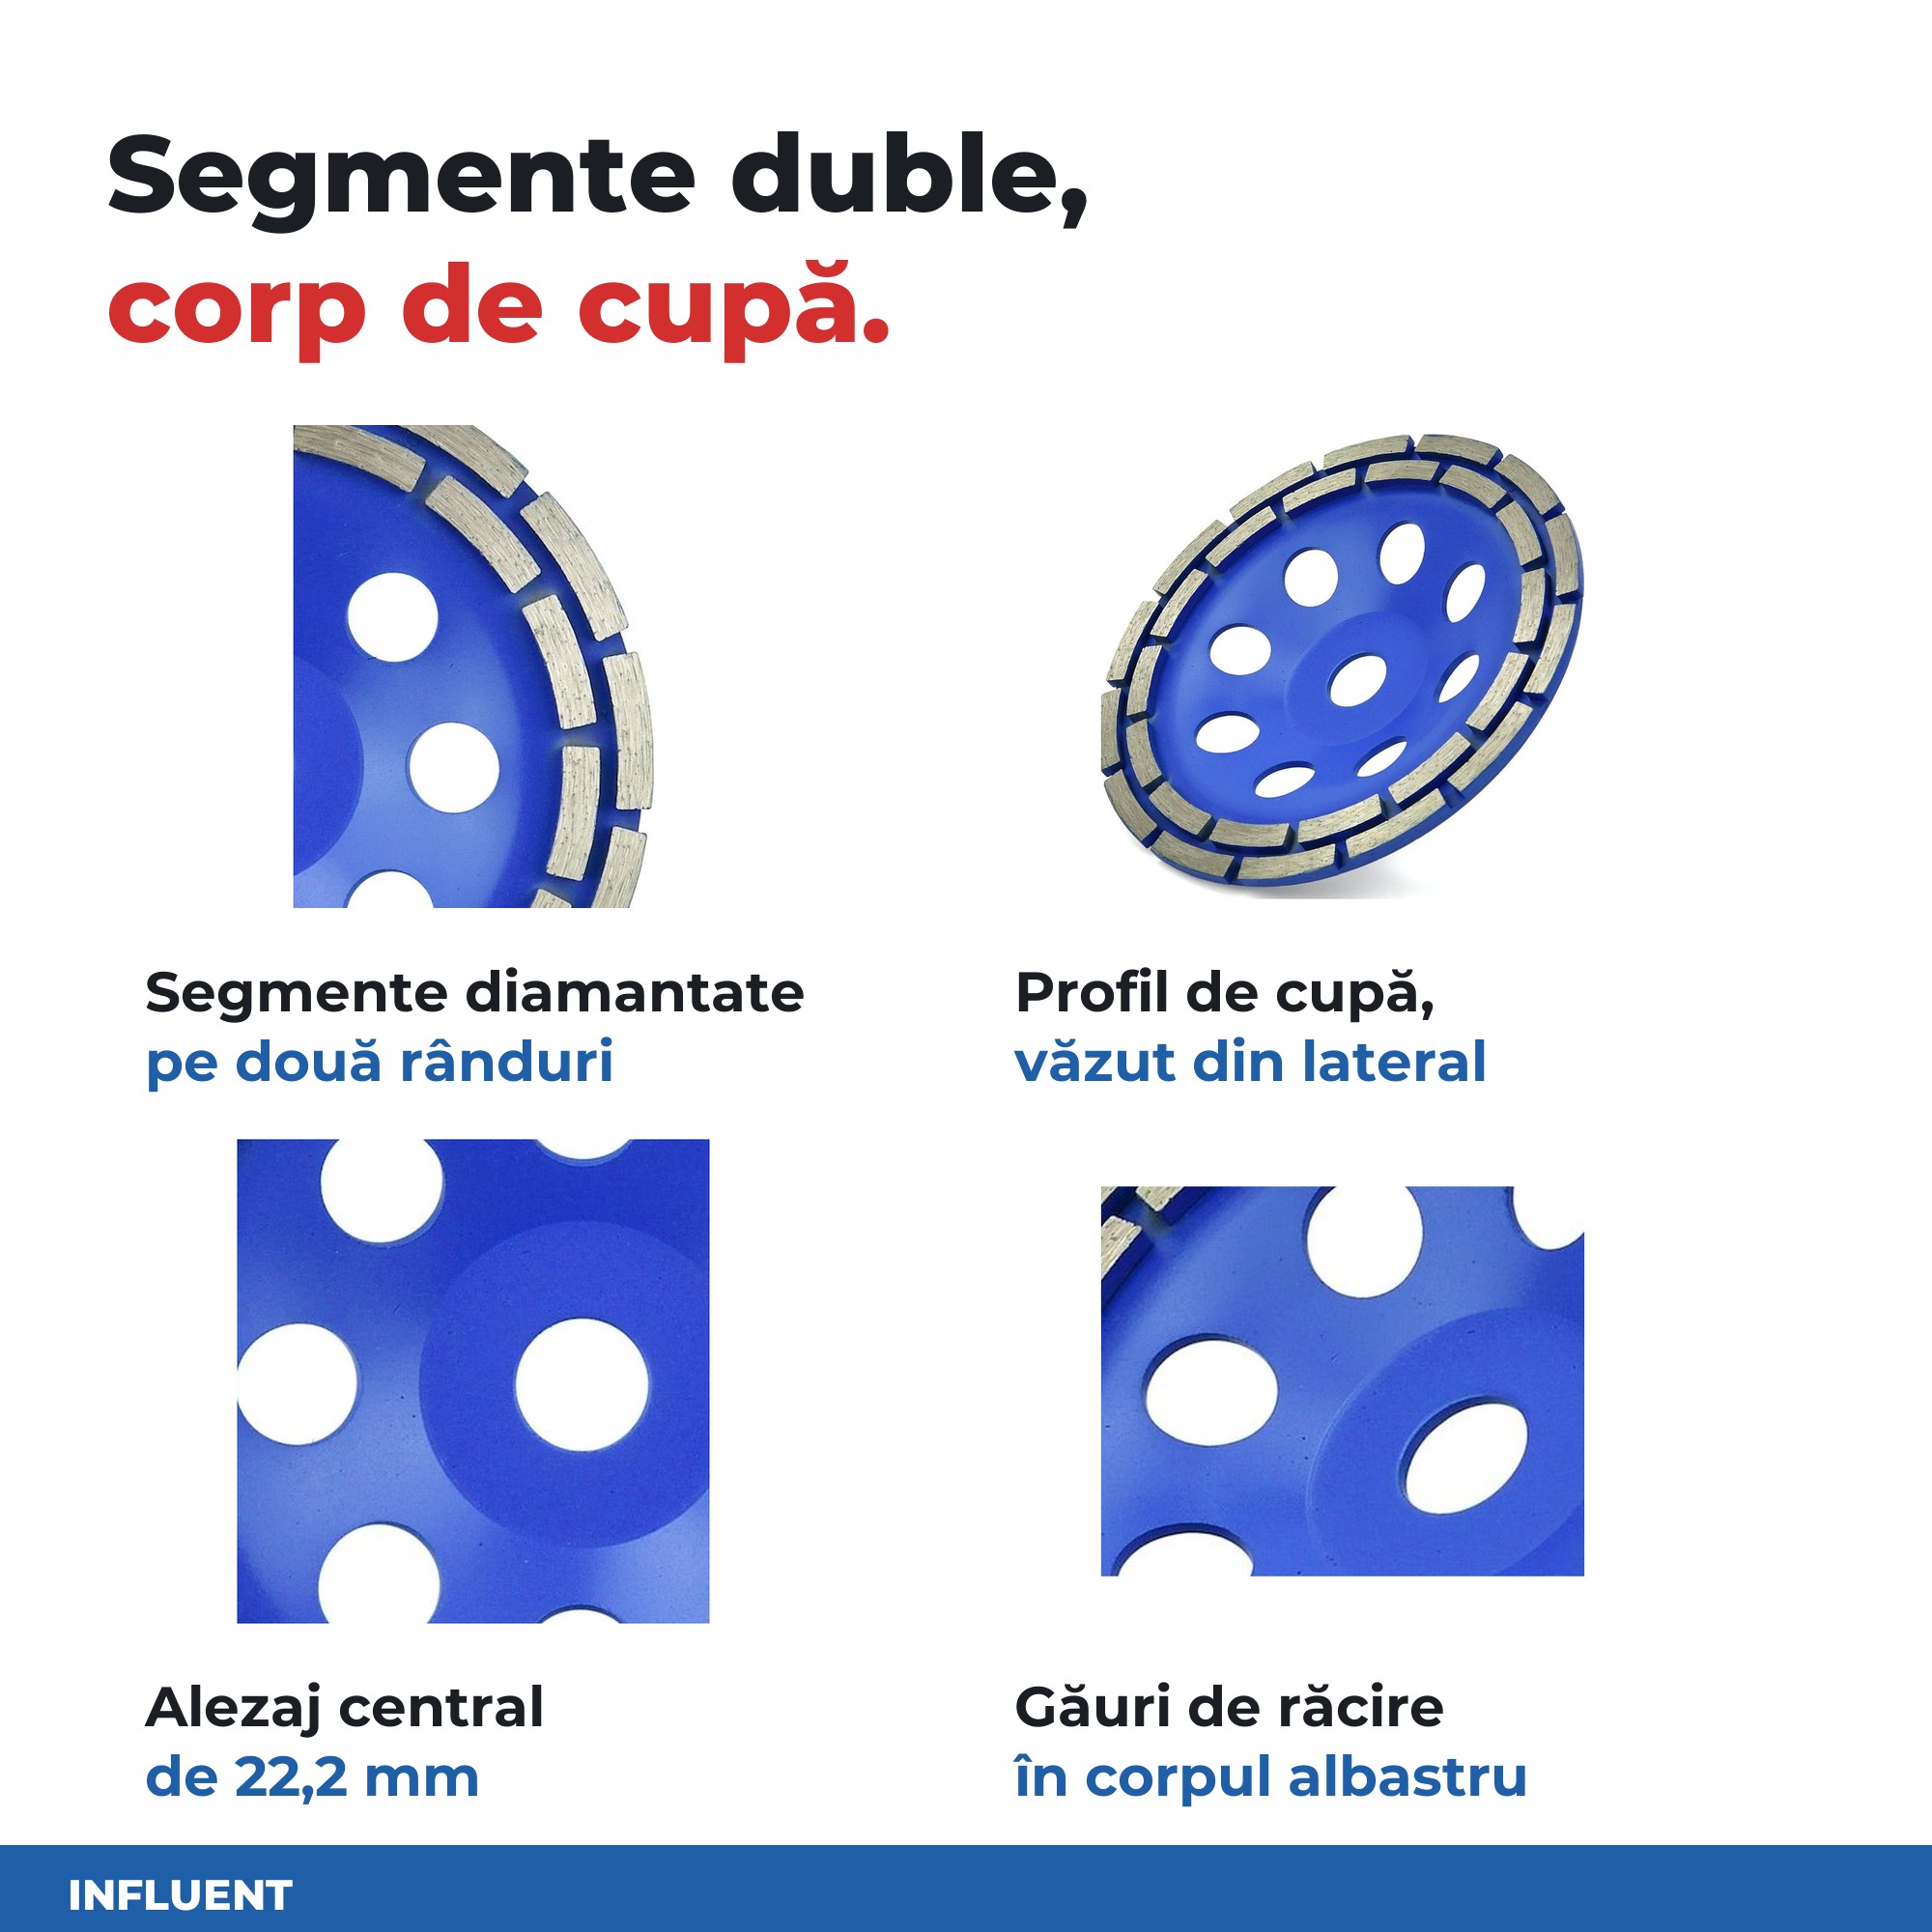 Segmente duble,
corp de cupă.
Segmente diamantate
pe două rânduri
Profil de cupă,
văzut din lateral
Alezaj central
de 22,2 mm
Găuri de răcire
în corpul albastru
INFLUENT